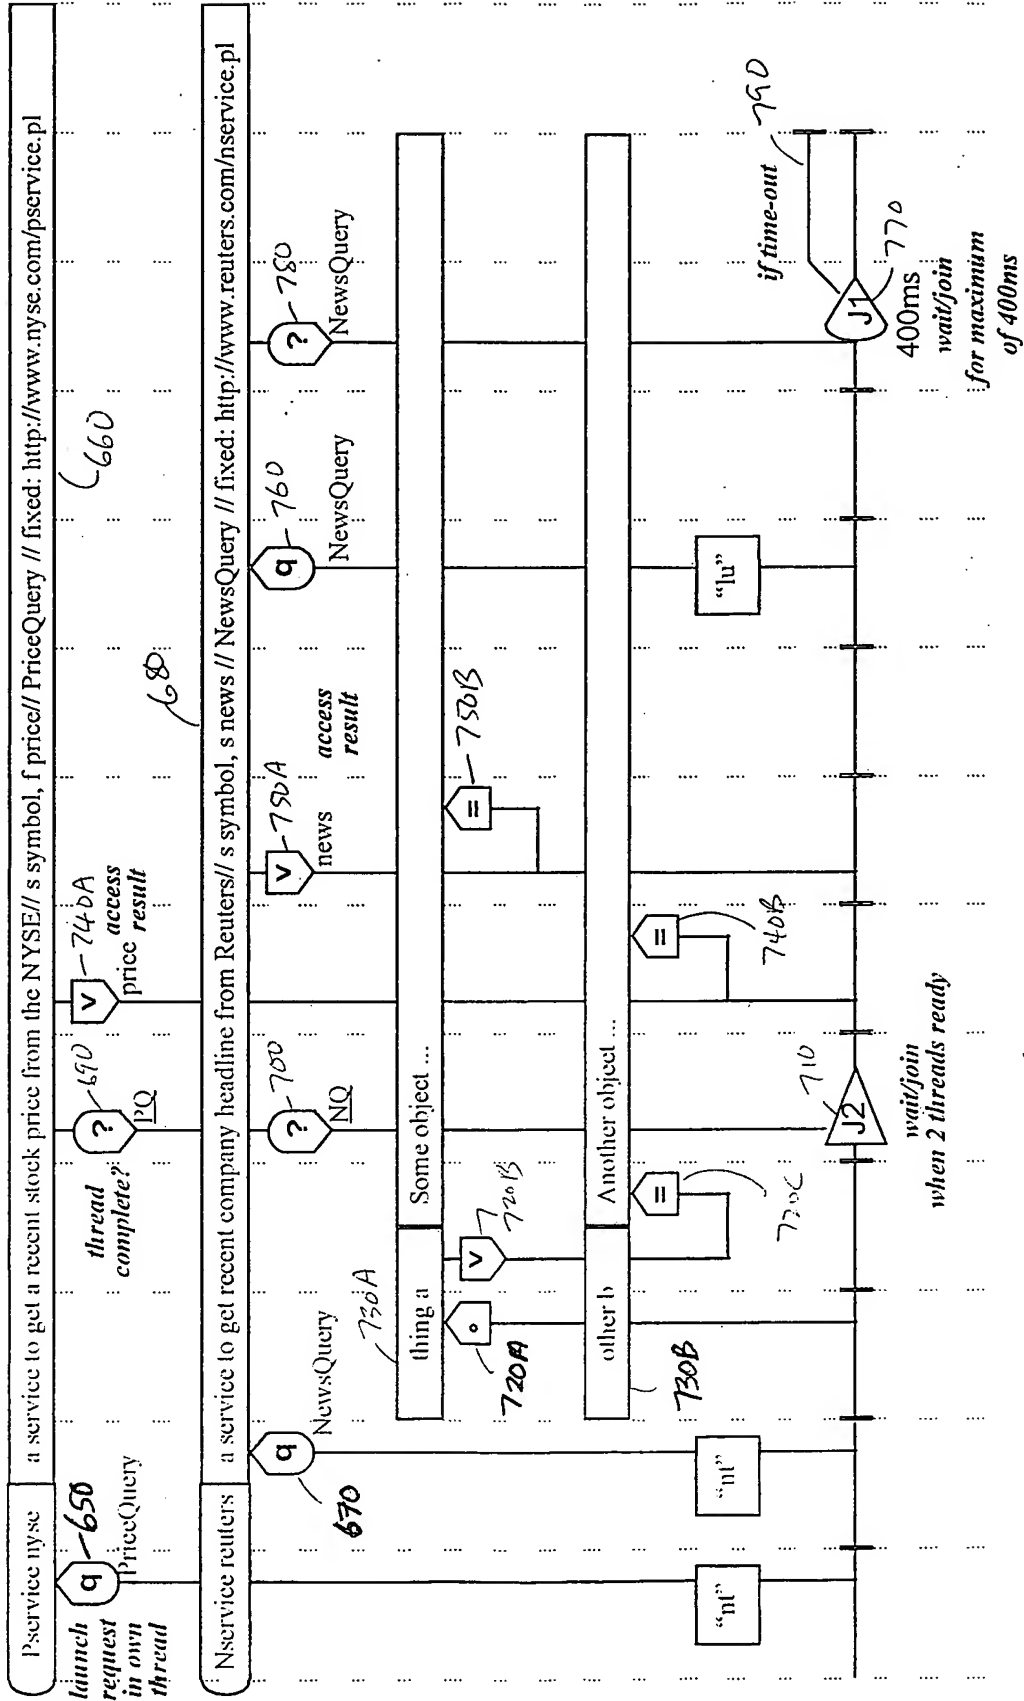 Pservice nyse
a service to get a recent stock price from the NYSE// s symbol, f price// PriceQuery // fixed: http://www.nyse.com/pservice.pl
launch
request
in own
thread
q
650
PriceQuery
thread
complete?
?
690
PQ
v
740A
price
access
result
660
Nservice reuters
a service to get recent company headline from Reuters// s symbol, s news // NewsQuery // fixed: http://www.reuters.com/nservice.pl
680
q
670
NewsQuery
?
700
NQ
v
750A
news
access
result
q
760
NewsQuery
?
780
NewsQuery
730A
thing a
Some object ...
720A
v
720B
=
750B
other b
Another object ...
730B
=
720C
=
740B
"nt"
"nt"
"lu"
if time-out
790
J2
710
wait/join
when 2 threads ready
J1
770
400ms
wait/join
for maximum
of 400ms